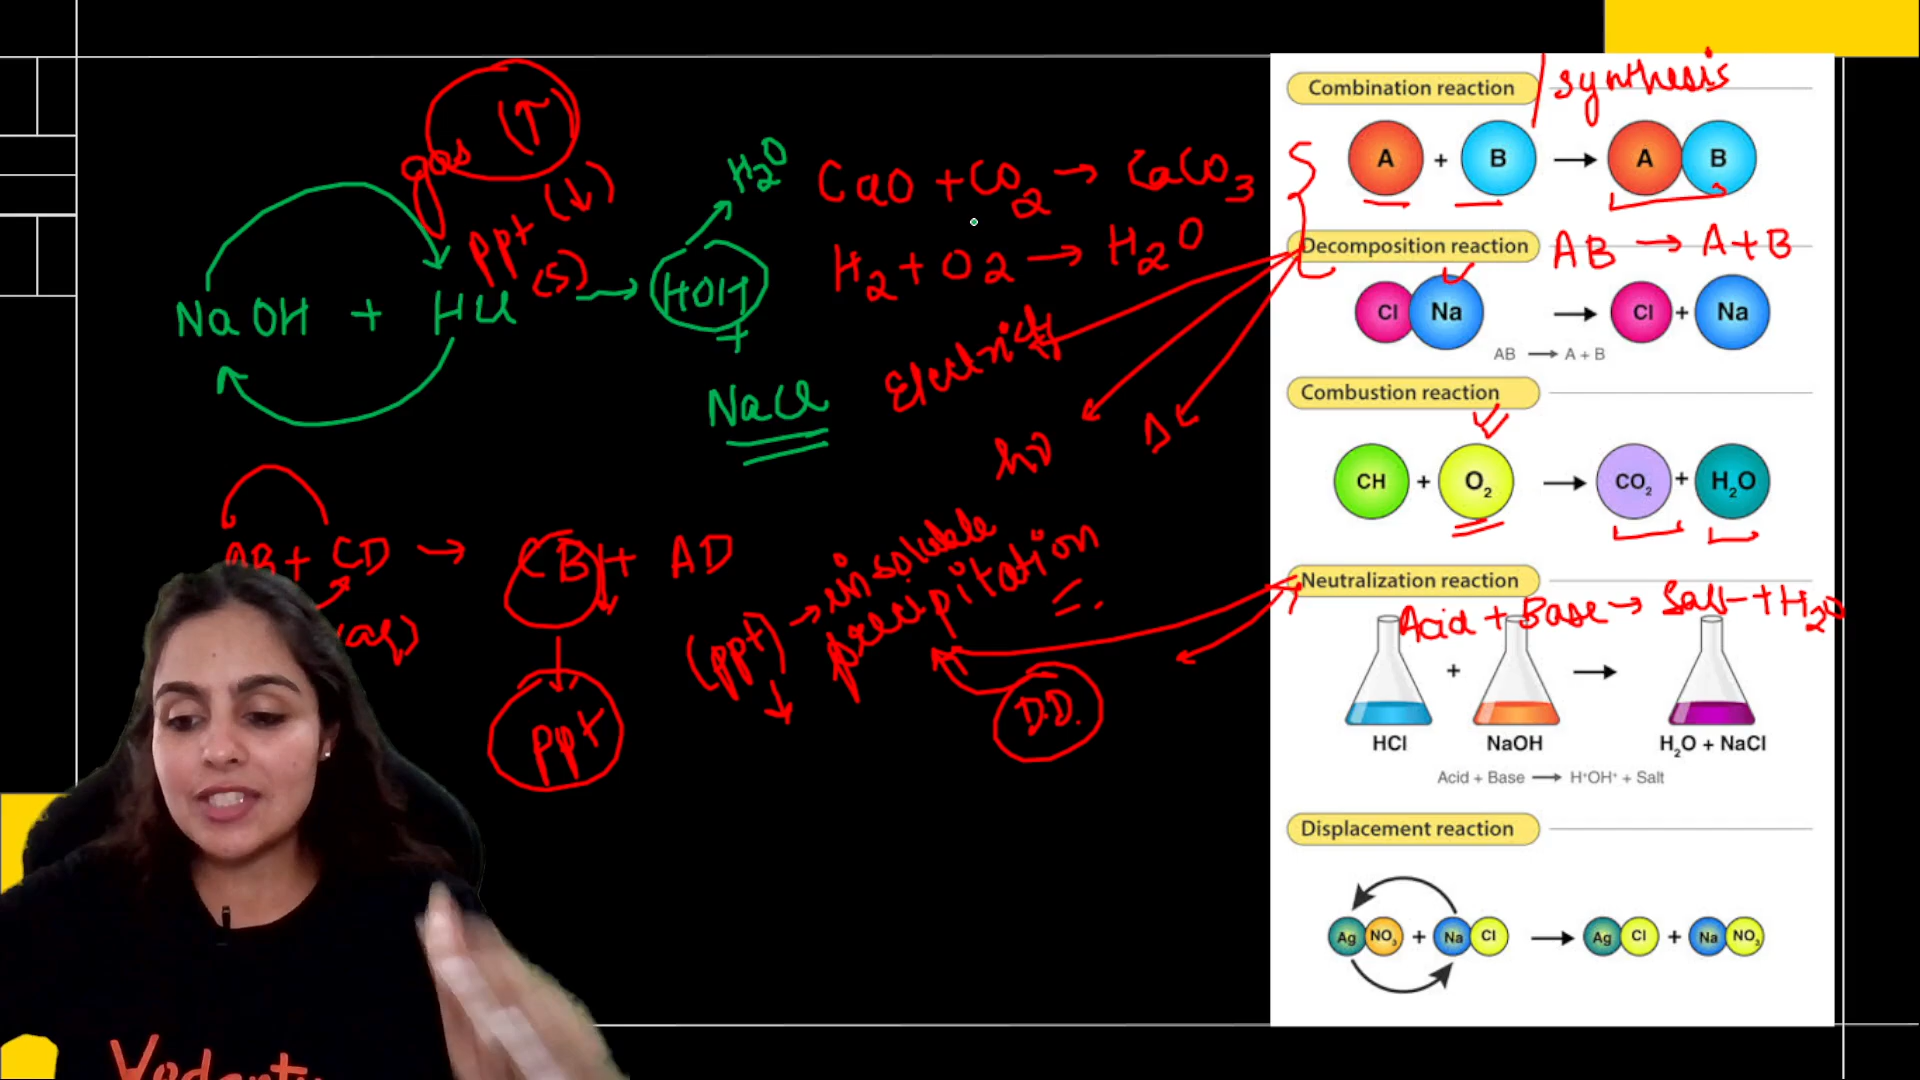 gas (↑)
ppt (↓)
(s)
NaOH + HCl → HOH
H₂O
+
NaCl
CaO + CO₂ → CaCO₃
H₂ + O₂ → H₂O
Electricity
hν
Δ
AB + CD → CB↓ + AD
(aq)
ppt
(ppt) → insoluble
↓
precipitation
D.D.
Combination reaction / synthesis
A + B → A B
Decomposition reaction AB → A + B
Cl Na → Cl + Na
AB → A + B
Combustion reaction
CH + O₂ → CO₂ + H₂O
Neutralization reaction
Acid + Base → Salt + H₂O
+ →
HCl NaOH H₂O + NaCl
Acid + Base → H⁺OH⁺ + Salt
Displacement reaction
Ag NO₃ + Na Cl → Ag Cl + Na NO₃